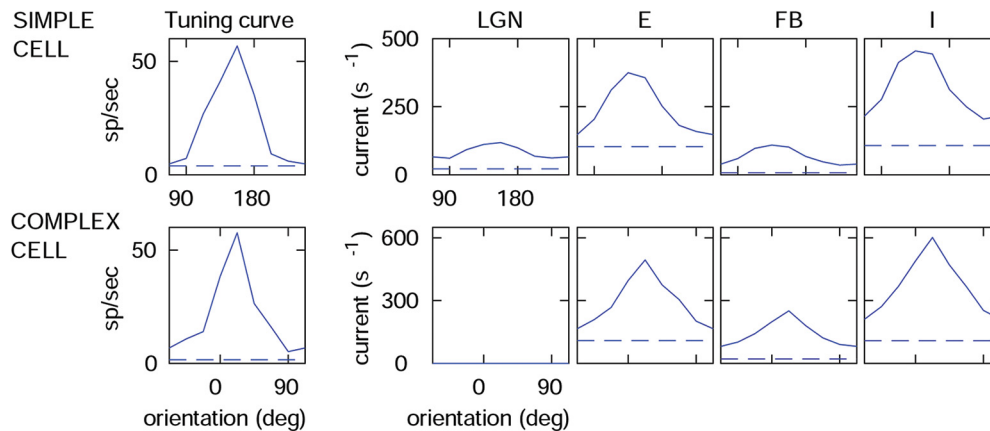 SIMPLE CELL
Tuning curve
LGN E FB I
sp/sec
50
0
90 180
current (s -1)
500
250
0
90 180
COMPLEX CELL
sp/sec
50
0
0 90
orientation (deg)
current (s -1)
600
300
0
0 90
orientation (deg)